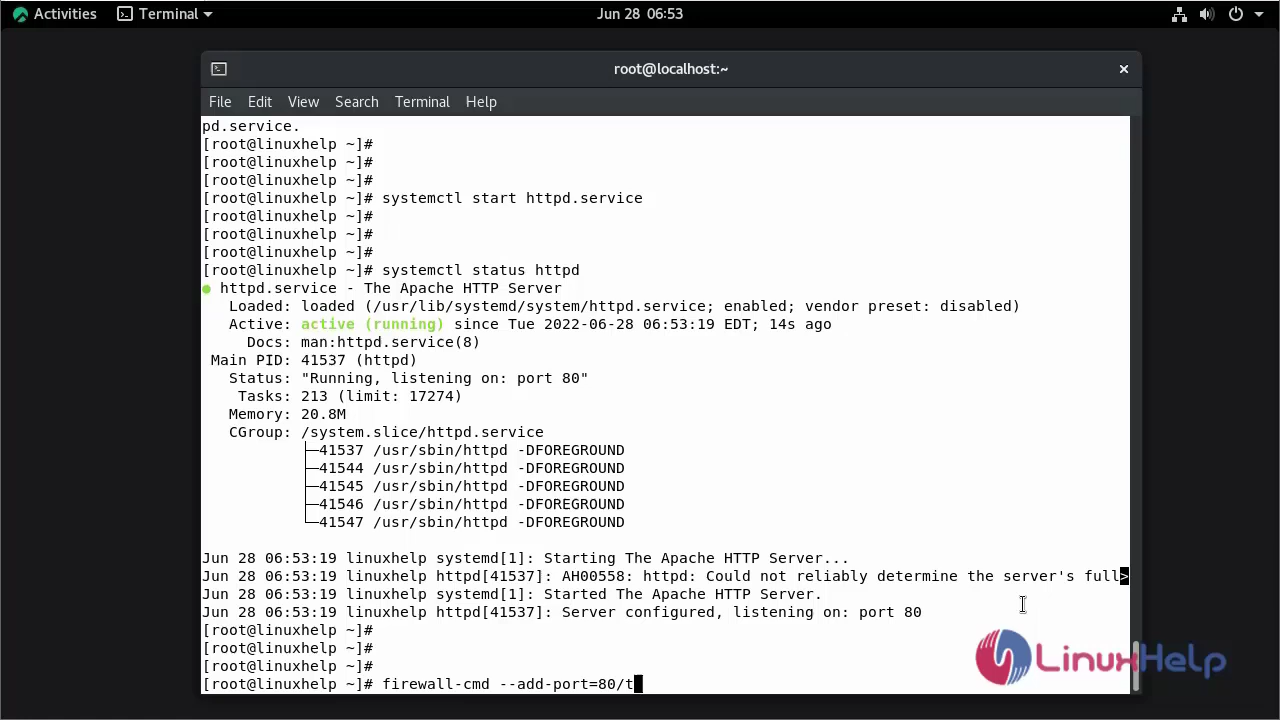 Activities Terminal Jun 28 06:53
root@localhost:~
File Edit View Search Terminal Help
pd.service.
[root@linuxhelp ~]#
[root@linuxhelp ~]#
[root@linuxhelp ~]#
[root@linuxhelp ~]# systemctl start httpd.service
[root@linuxhelp ~]#
[root@linuxhelp ~]#
[root@linuxhelp ~]#
[root@linuxhelp ~]# systemctl status httpd
● httpd.service - The Apache HTTP Server
Loaded: loaded (/usr/lib/systemd/system/httpd.service; enabled; vendor preset: disabled)
Active: active (running) since Tue 2022-06-28 06:53:19 EDT; 14s ago
Docs: man:httpd.service(8)
Main PID: 41537 (httpd)
Status: "Running, listening on: port 80"
Tasks: 213 (limit: 17274)
Memory: 20.8M
CGroup: /system.slice/httpd.service
├─41537 /usr/sbin/httpd -DFOREGROUND
├─41544 /usr/sbin/httpd -DFOREGROUND
├─41545 /usr/sbin/httpd -DFOREGROUND
├─41546 /usr/sbin/httpd -DFOREGROUND
└─41547 /usr/sbin/httpd -DFOREGROUND
Jun 28 06:53:19 linuxhelp systemd[1]: Starting The Apache HTTP Server...
Jun 28 06:53:19 linuxhelp httpd[41537]: AH00558: httpd: Could not reliably determine the server's full>
Jun 28 06:53:19 linuxhelp systemd[1]: Started The Apache HTTP Server.
Jun 28 06:53:19 linuxhelp httpd[41537]: Server configured, listening on: port 80
[root@linuxhelp ~]#
[root@linuxhelp ~]#
[root@linuxhelp ~]#
[root@linuxhelp ~]# firewall-cmd --add-port=80/t
LinuxHelp